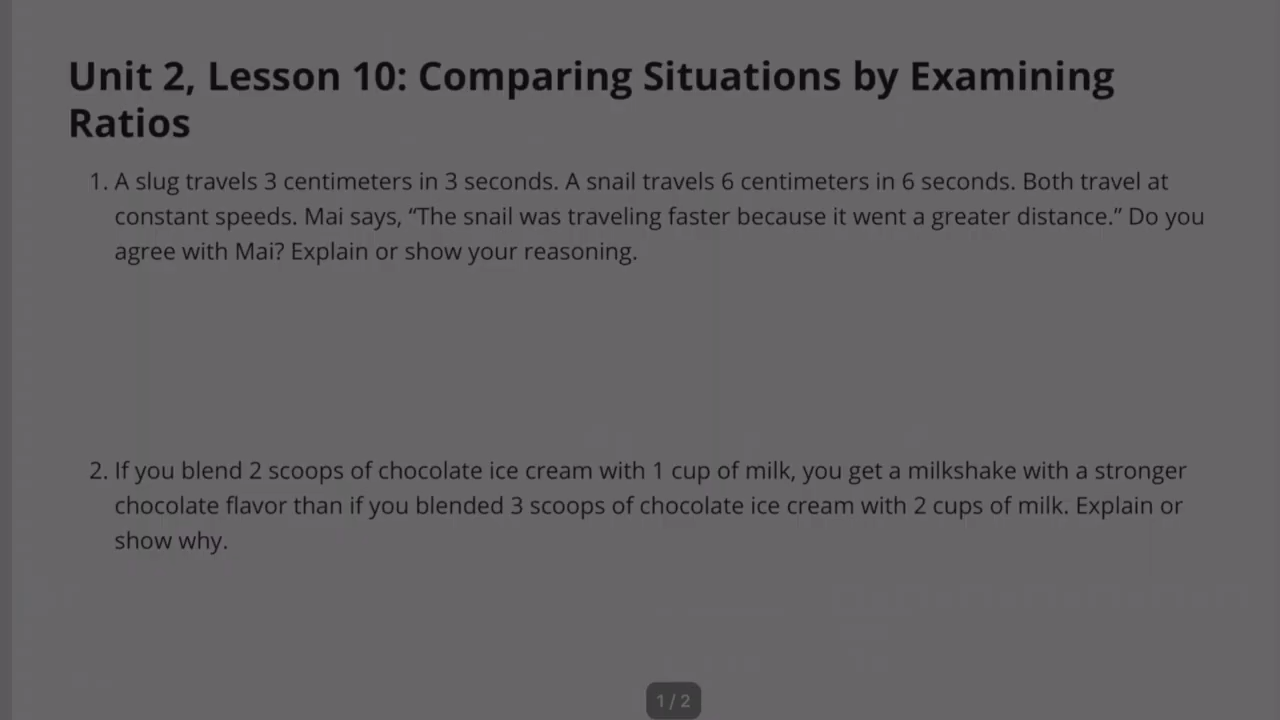 Unit 2, Lesson 10: Comparing Situations by Examining
Ratios
1. A slug travels 3 centimeters in 3 seconds. A snail travels 6 centimeters in 6 seconds. Both travel at
constant speeds. Mai says, “The snail was traveling faster because it went a greater distance.” Do you
agree with Mai? Explain or show your reasoning.
2. If you blend 2 scoops of chocolate ice cream with 1 cup of milk, you get a milkshake with a stronger
chocolate flavor than if you blended 3 scoops of chocolate ice cream with 2 cups of milk. Explain or
show why.
1 / 2